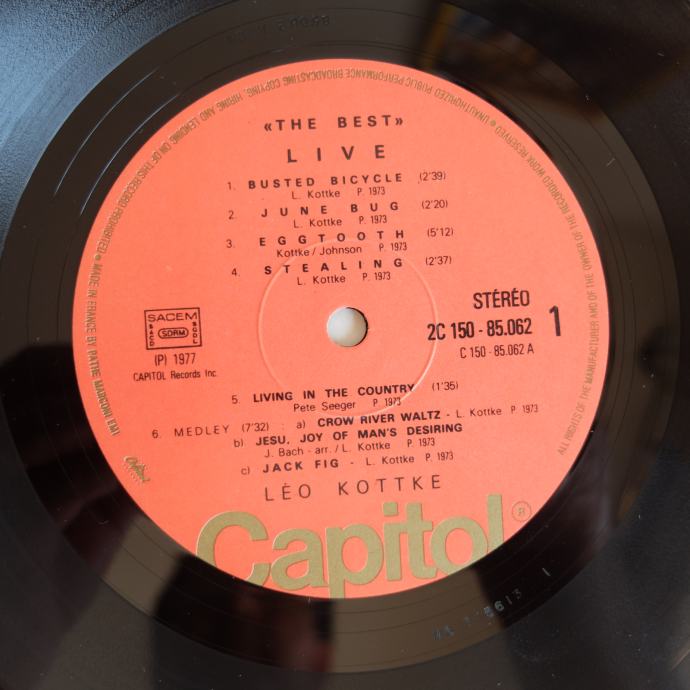 «THE BEST»
LIVE
1. BUSTED BICYCLE (2'39)
L. Kottke P. 1973
2. JUNE BUG (2'20)
L. Kottke P. 1973
3. EGGTOOTH (5'12)
Kottke/Johnson P. 1973
4. STEALING (2'37)
L. Kottke P. 1973
SACEM
SACD SDRM SGDL
(P) 1977
CAPITOL Records Inc.
STÉRÉO
2C 150 - 85.062 1
C 150 - 85.062 A
5. LIVING IN THE COUNTRY (1'35)
Pete Seeger P. 1973
6. MEDLEY (7'32) : a) CROW RIVER WALTZ - L. Kottke P. 1973
b) JESU, JOY OF MAN'S DESIRING
J. Bach - arr. / L. Kottke P. 1973
c) JACK FIG - L. Kottke P. 1973
LÉO KOTTKE
Capitol
Capitol ®
MADE IN FRANCE BY PATHE MARCONI EMI ● ALL RIGHTS OF THE MANUFACTURER AND OF THE OWNER OF THE RECORDED WORK RESERVED ● UNAUTHORIZED PUBLIC PERFORMANCE BROADCASTING COPYING, HIRING AND LENDING ON OF THIS RECORD PROHIBITED ●